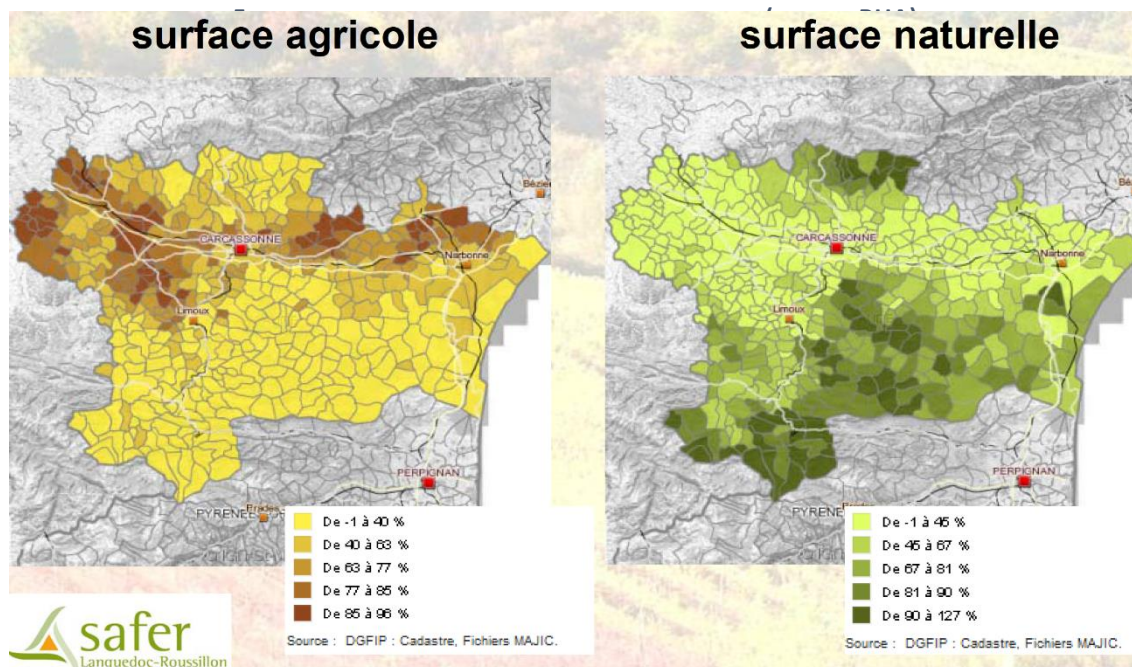 surface agricole
surface naturelle
Bézier
CARCASSONNE
Narbonne
Limoux
PERPIGNAN
Prades
De -1 à 40 %
De 40 à 63 %
De 63 à 77 %
De 77 à 85 %
De 85 à 96 %
Source : DGFIP : Cadastre, Fichiers MAJIC.
CARCASSONNE
Narbonne
Limoux
PERPIGNAN
De -1 à 45 %
De 45 à 67 %
De 67 à 81 %
De 81 à 90 %
De 90 à 127 %
Source : DGFIP : Cadastre, Fichiers MAJIC.
safer
Languedoc-Roussillon